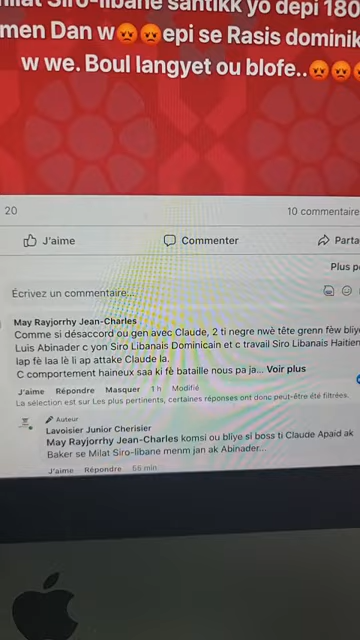 Siro-libane santikk yo depi 180
men Dan w😡😡epi se Rasis dominik
w we. Boul langyet ou blofe..😡😡
20
10 commentaire
J'aime
Commenter
Parta
Plus pe
Écrivez un commentaire...
May Rayjorrhy Jean-Charles
Comme si désaccord ou gen avec Claude, 2 ti negre nwè tête grenn fèw bliye
Luis Abinader c yon Siro Libanais Dominicain et c travail Siro Libanais Haitien
lap fè laa lè li ap attake Claude la.
C comportement haineux saa ki fè bataille nous pa ja... Voir plus
J'aime Répondre Masquer 1 h Modifié
La sélection est sur Les plus pertinents, certaines réponses ont donc peut-être été filtrées.
Auteur
Lavoisier Junior Cherisier
May Rayjorrhy Jean-Charles komsi ou bliye si boss ti Claude Apaid ak
Baker se Milat Siro-libane menm jan ak Abinader...
J'aime Répondre 55 min